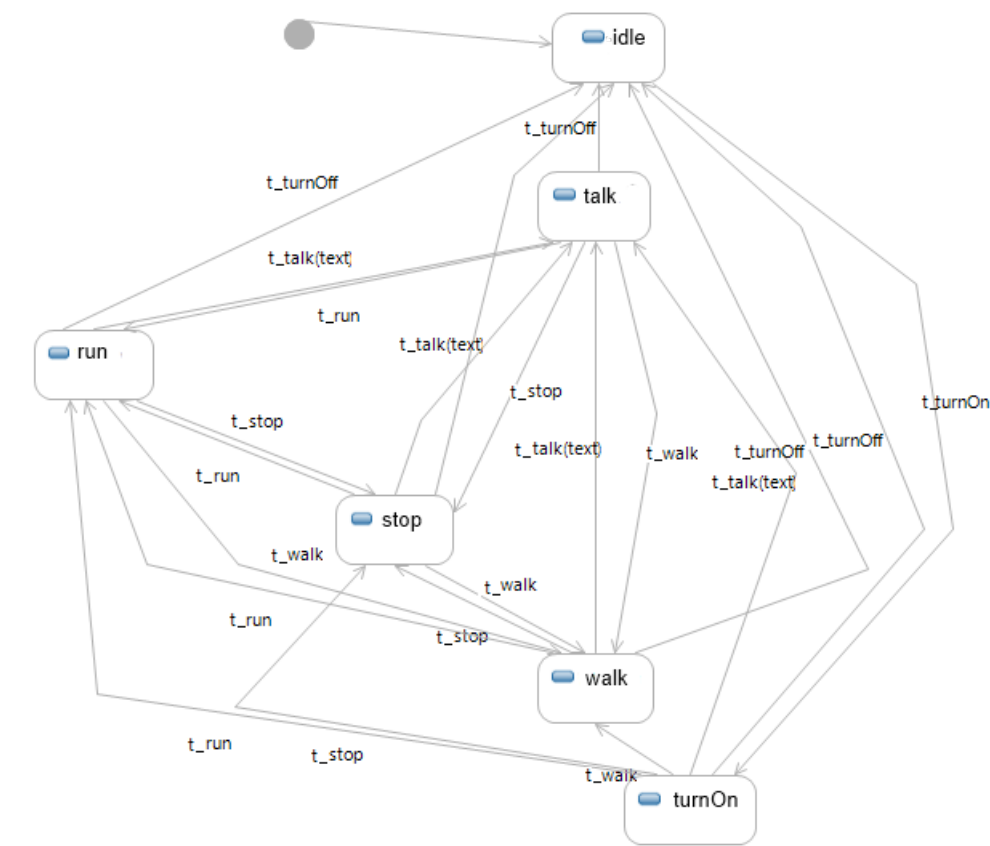 idle
t_turnOff
talk
t_turnOff
t_talk(text)
t_run
t_talk(text)
run
t_stop
t_turnOn
t_stop
t_turnOff
t_talk(text)
t_walk
t_turnOff
t_run
t_talk(text)
stop
t_walk
t_walk
t_run
t_stop
walk
t_run
t_stop
t_walk
turnOn